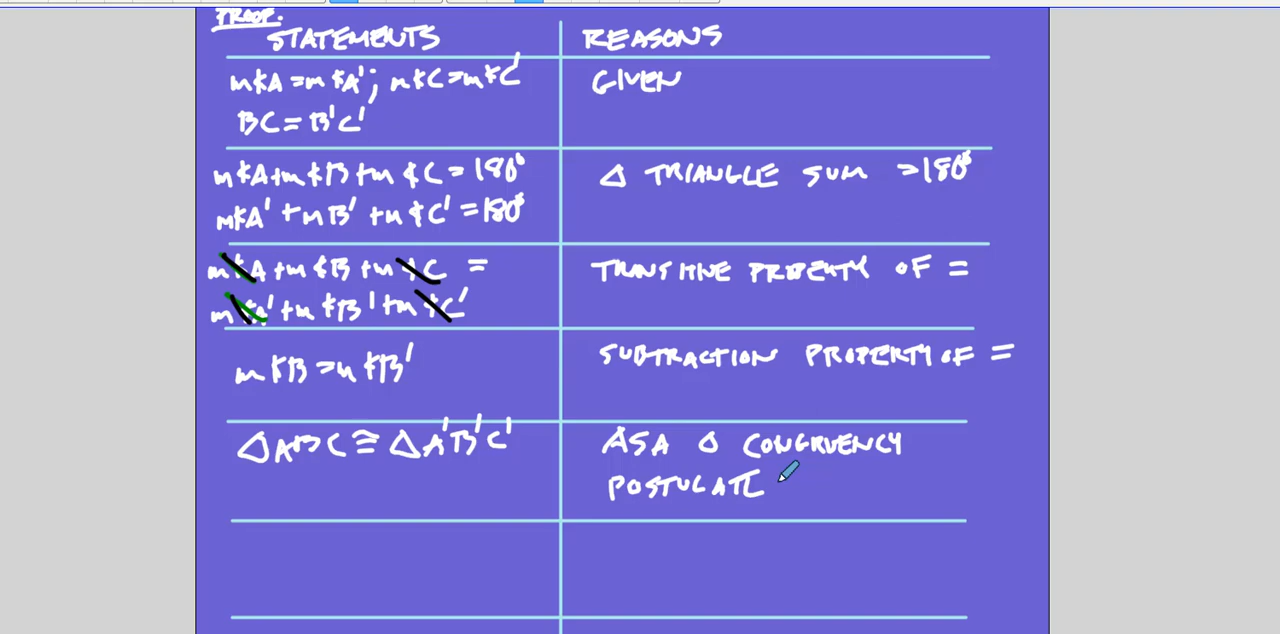 PROOF.
STATEMENTS REASONS
m∡A = m∡A'; m∡C = m∡C' GIVEN
BC = B'C'
m∡A + m∡B + m∡C = 180° △ TRIANGLE SUM = 180°
m∡A' + mB' + m∡C' = 180°
m∡A + m∡B + m∡C = TRANSITIVE PROPERTY OF =
m∡A' + m∡B' + m∡C'
m∡B = m∡B' SUBTRACTION PROPERTY OF =
△ABC ≅ △A'B'C' ASA △ CONGRUENCY
POSTULATE